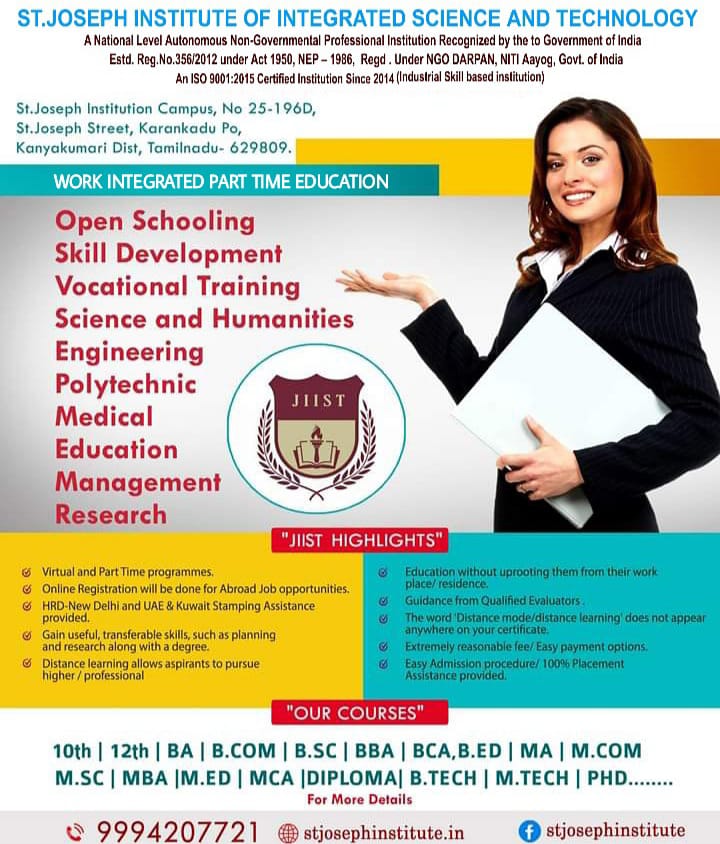 ST.JOSEPH INSTITUTE OF INTEGRATED SCIENCE AND TECHNOLOGY
A National Level Autonomous Non-Governmental Professional Institution Recognized by the to Government of India
Estd. Reg.No.356/2012 under Act 1950, NEP – 1986, Regd . Under NGO DARPAN, NITI Aayog, Govt. of India
An ISO 9001:2015 Certified Institution Since 2014 (Industrial Skill based institution)
St.Joseph Institution Campus, No 25-196D,
St.Joseph Street, Karankadu Po,
Kanyakumari Dist, Tamilnadu- 629809.
WORK INTEGRATED PART TIME EDUCATION
Open Schooling
Skill Development
Vocational Training
Science and Humanities
Engineering
Polytechnic
Medical
Education
Management
Research
JIIST
"JIIST HIGHLIGHTS"
Virtual and Part Time programmes.
Online Registration will be done for Abroad Job opportunities.
HRD-New Delhi and UAE & Kuwait Stamping Assistance
provided.
Gain useful, transferable skills, such as planning
and research along with a degree.
Distance learning allows aspirants to pursue
higher / professional
Education without uprooting them from their work
place/ residence.
Guidance from Qualified Evaluators .
The word 'Distance mode/distance learning' does not appear
anywhere on your certificate.
Extremely reasonable fee/ Easy payment options.
Easy Admission procedure/ 100% Placement
Assistance provided.
"OUR COURSES"
10th | 12th | BA | B.COM | B.SC | BBA | BCA,B.ED | MA | M.COM
M.SC | MBA |M.ED | MCA |DIPLOMA| B.TECH | M.TECH | PHD........
For More Details
9994207721 stjosephinstitute.in stjosephinstitute